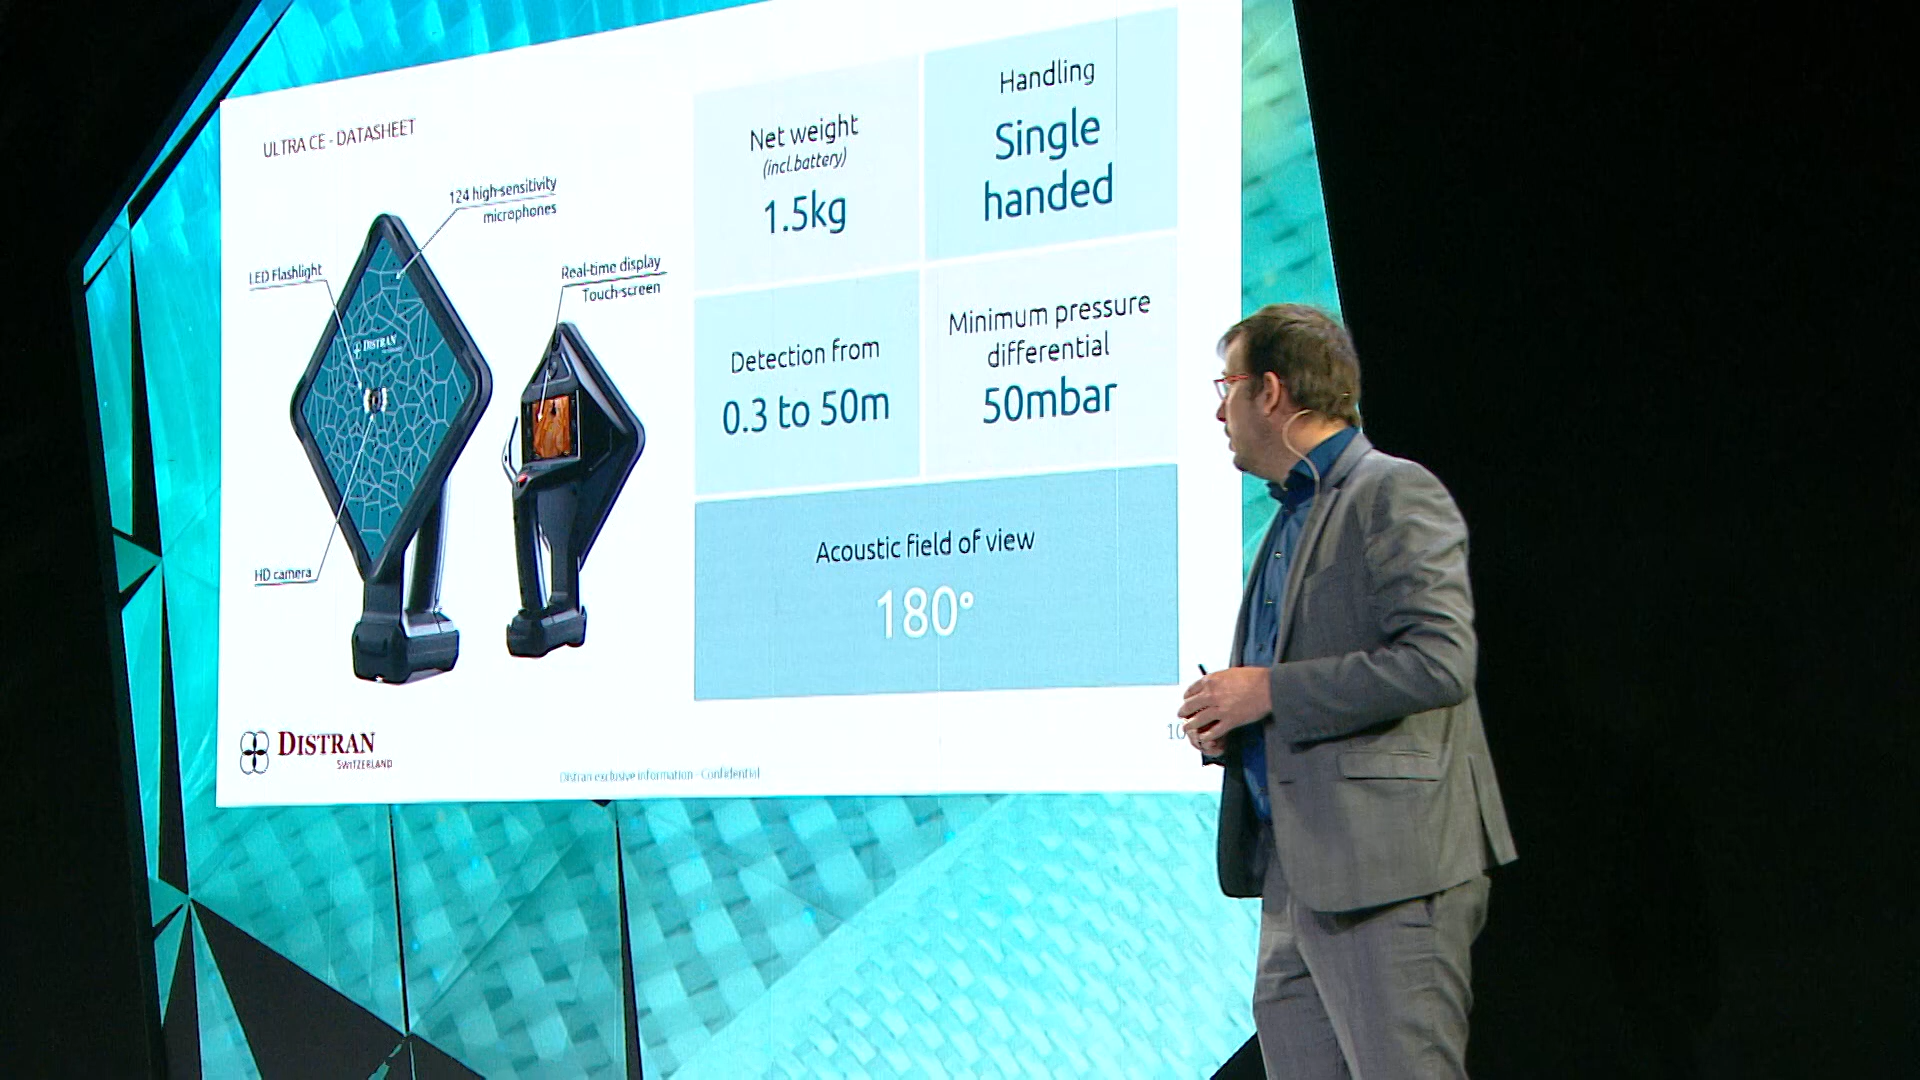 ULTRA CE - DATASHEET
124 high-sensitivity
microphones
LED Flashlight
Real-time display
Touch screen
DISTRAN
HD camera
Net weight
(incl.battery)
1.5kg
Handling
Single
handed
Detection from
0.3 to 50m
Minimum pressure
differential
50mbar
Acoustic field of view
180°
DISTRAN
SWITZERLAND
Distran exclusive information - Confidential
10